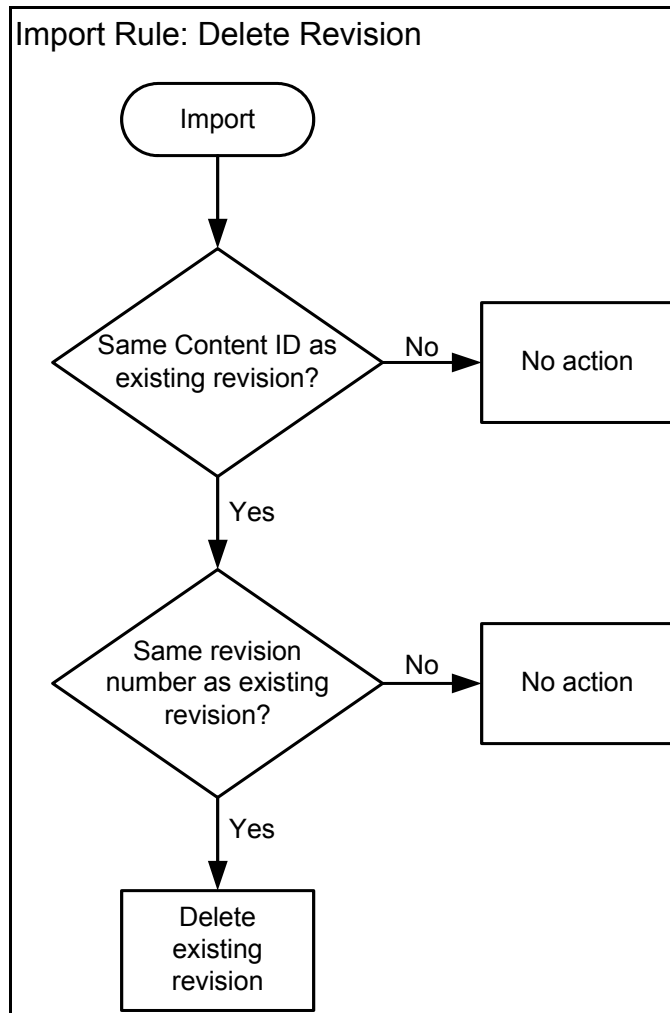 Import Rule: Delete Revision
Import
Same Content ID as
existing revision?
No
No action
Yes
Same revision
number as existing
revision?
No
No action
Yes
Delete
existing
revision